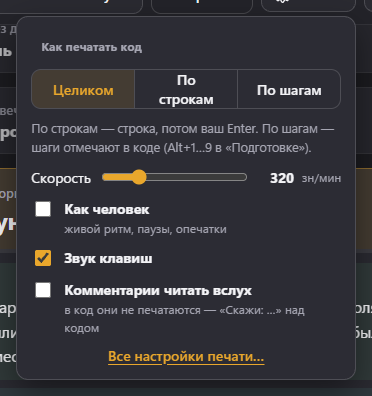 Как печатать код
Целиком
По
строкам
По шагам
По строкам — строка, потом ваш Enter. По шагам —
шаги отмечают в коде (Alt+1…9 в «Подготовке»).
Скорость
320 зн/мин
Как человек
живой ритм, паузы, опечатки
Звук клавиш
Комментарии читать вслух
в код они не печатаются — «Скажи: …» над
кодом
Все настройки печати…